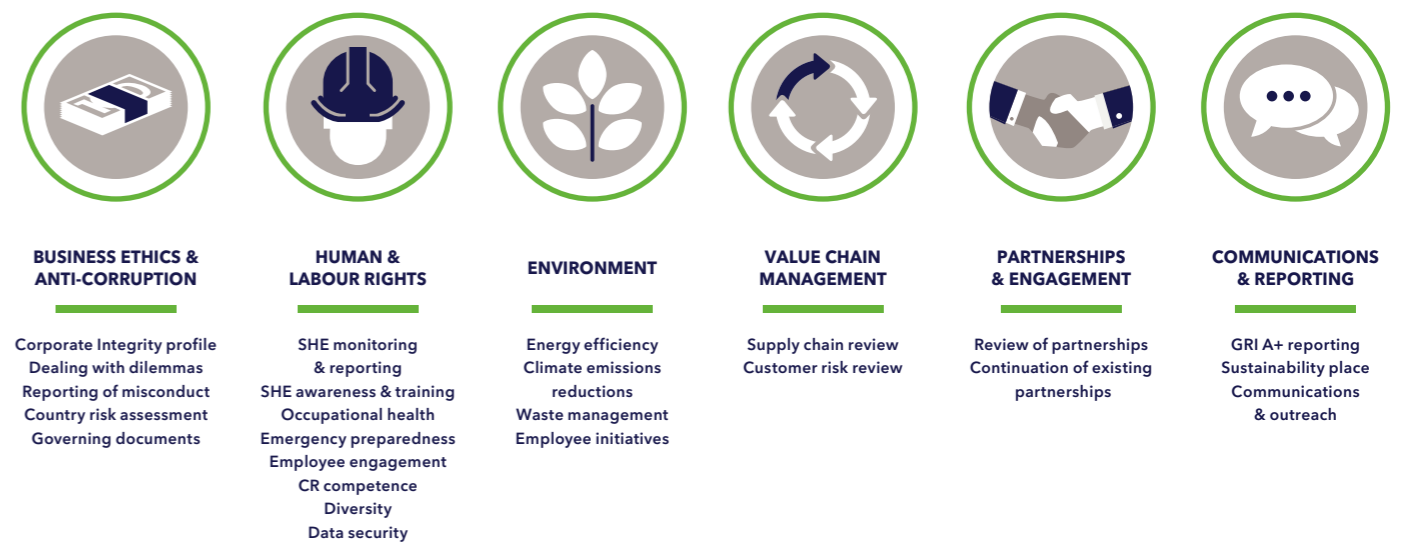 BUSINESS ETHICS &
ANTI-CORRUPTION
Corporate Integrity profile
Dealing with dilemmas
Reporting of misconduct
Country risk assessment
Governing documents
HUMAN &
LABOUR RIGHTS
SHE monitoring
& reporting
SHE awareness & training
Occupational health
Emergency preparedness
Employee engagement
CR competence
Diversity
Data security
ENVIRONMENT
Energy efficiency
Climate emissions
reductions
Waste management
Employee initiatives
VALUE CHAIN
MANAGEMENT
Supply chain review
Customer risk review
PARTNERSHIPS
& ENGAGEMENT
Review of partnerships
Continuation of existing
partnerships
COMMUNICATIONS
& REPORTING
GRI A+ reporting
Sustainability place
Communications
& outreach